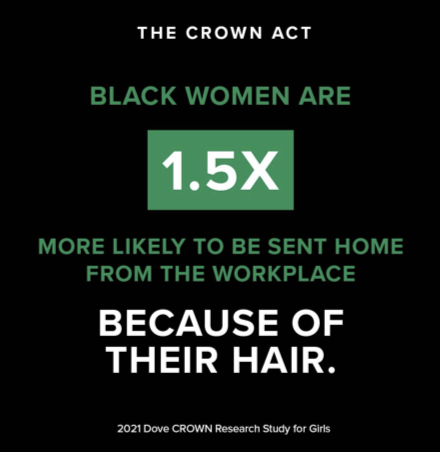 THE CROWN ACT
BLACK WOMEN ARE
1.5X
MORE LIKELY TO BE SENT HOME
FROM THE WORKPLACE
BECAUSE OF
THEIR HAIR.
2021 Dove CROWN Research Study for Girls